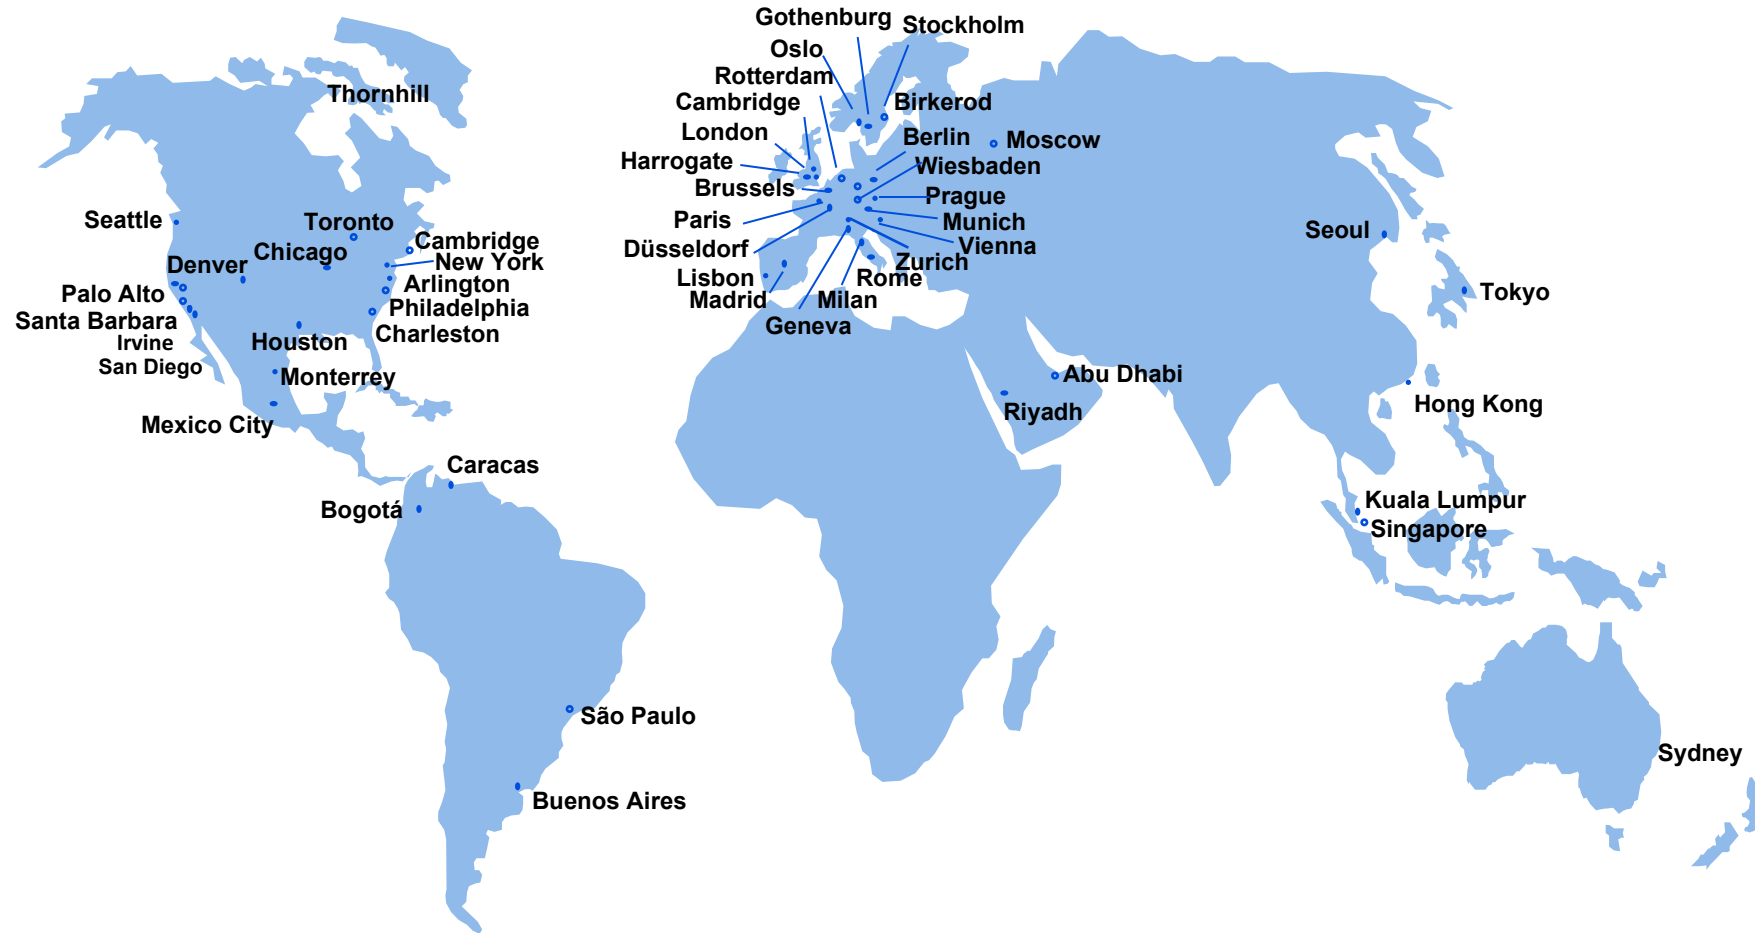 Gothenburg
Stockholm
Oslo
Rotterdam
Thornhill
Cambridge
Birkerod
London
Berlin
Moscow
Harrogate
Wiesbaden
Brussels
Prague
Seattle
Toronto
Paris
Munich
Seoul
Cambridge
Chicago
Düsseldorf
Vienna
New York
Denver
Zurich
Lisbon
Rome
Arlington
Palo Alto
Madrid
Milan
Tokyo
Philadelphia
Santa Barbara
Geneva
Charleston
Irvine
Houston
San Diego
Monterrey
Abu Dhabi
Riyadh
Hong Kong
Mexico City
Caracas
Bogotá
Kuala Lumpur
Singapore
São Paulo
Sydney
Buenos Aires